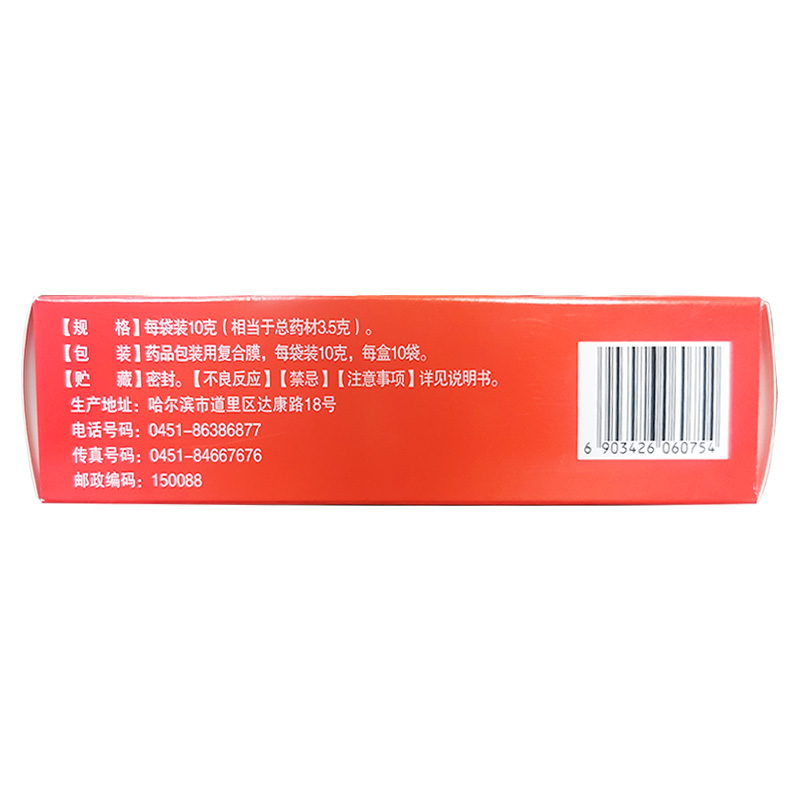 【规　格】每袋装10克（相当于总药材3.5克）。
【包　装】药品包装用复合膜，每袋装10克，每盒10袋。
【贮　藏】密封。【不良反应】【禁忌】【注意事项】详见说明书。
生产地址：哈尔滨市道里区达康路18号
电话号码：0451-86386877
传真号码：0451-84667676
邮政编码：150088
6 903426 060754